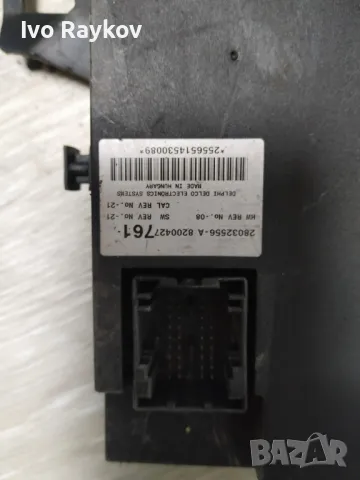 Ivo Raykov
28032556-A 8200427761-
HW REV No.-08 SW REV No.-21-
CAL REV No.-21
DELPHI DELCO ELECTRONICS SYSTEMS
MADE IN HUNGARY
*2556514530089*
BAZAR